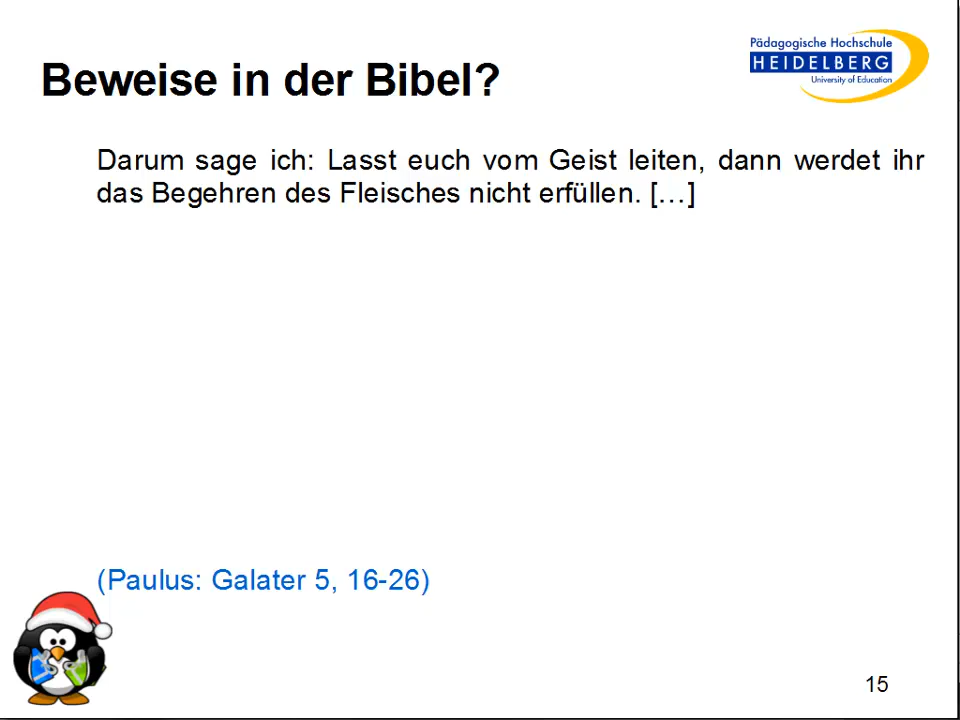 Pädagogische Hochschule
HEIDELBERG
University of Education
Beweise in der Bibel?
Darum sage ich: Lasst euch vom Geist leiten, dann werdet ihr
das Begehren des Fleisches nicht erfüllen. […]
(Paulus: Galater 5, 16-26)
15